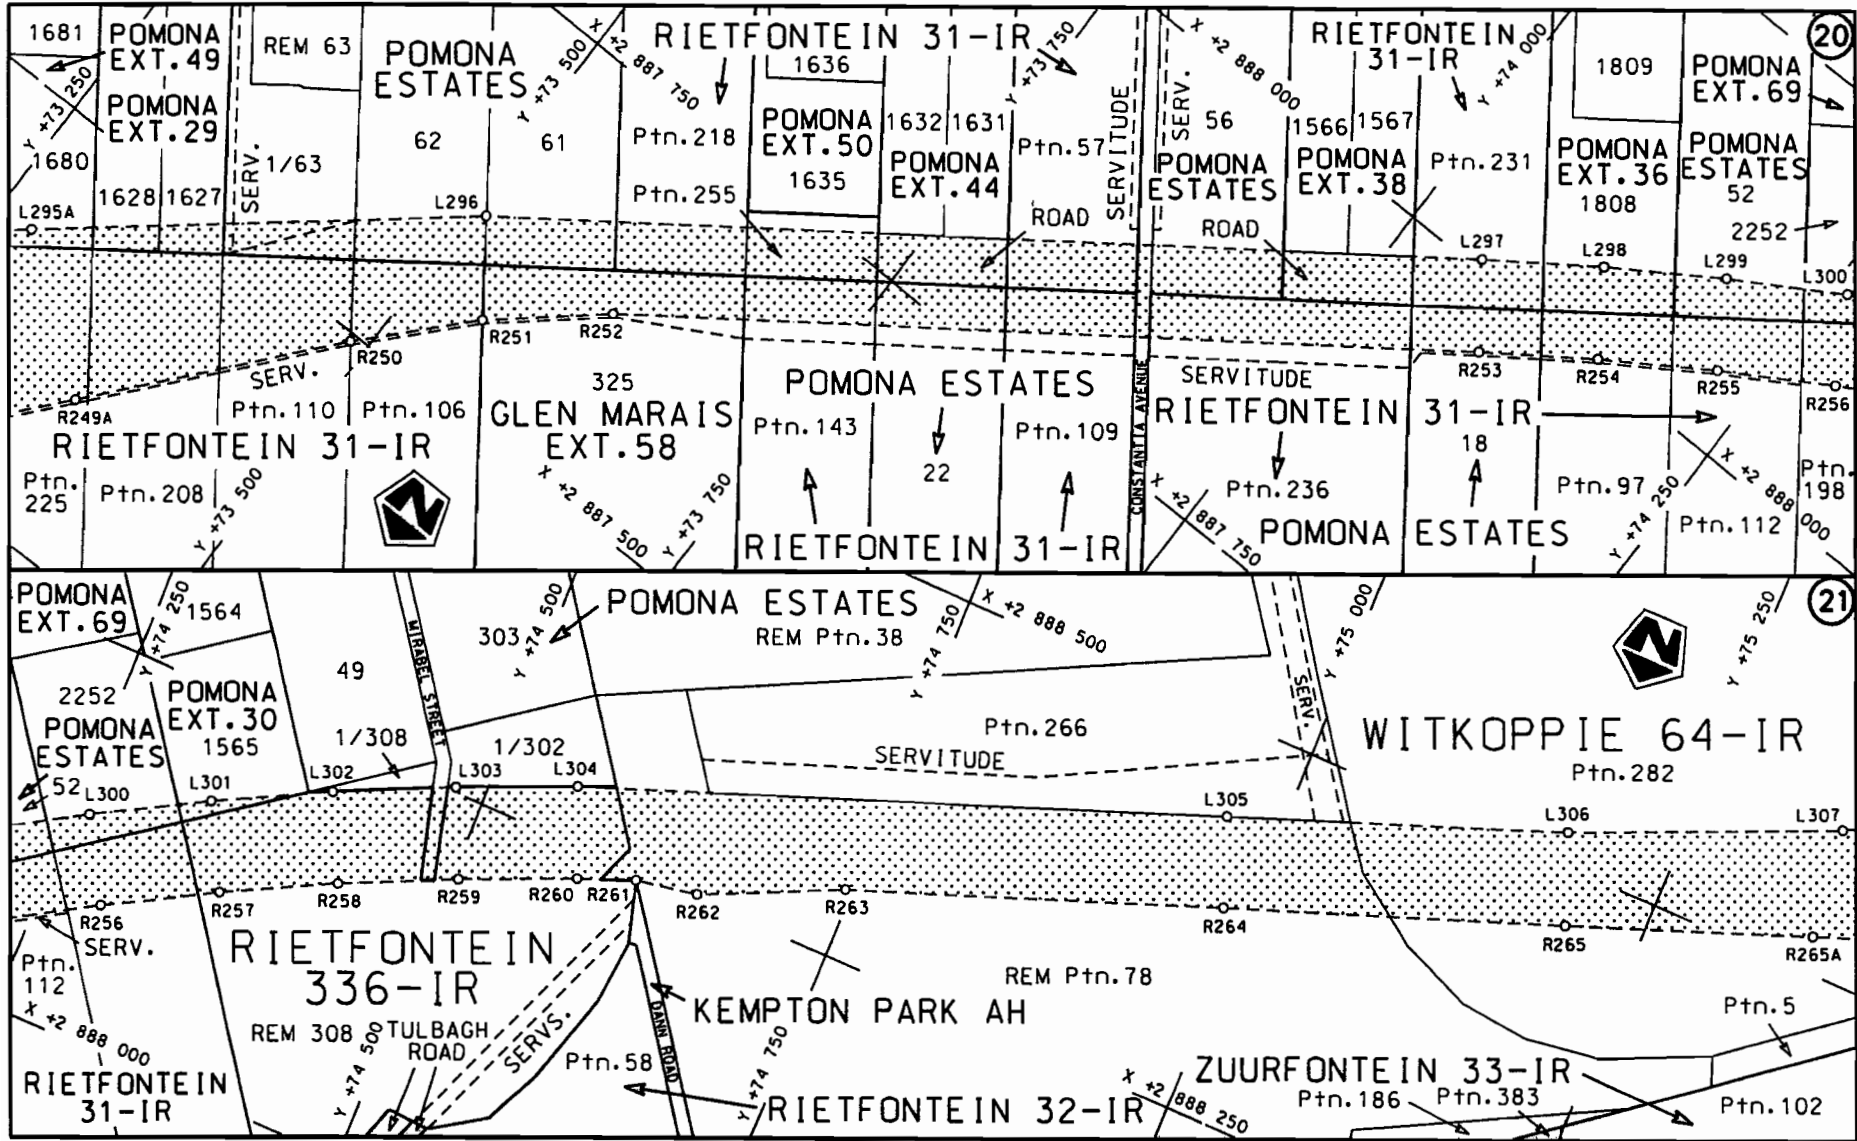 20
1681
POMONA
EXT.49
SERV.
REM 63
POMONA
ESTATES
Y +73 500
X +2 887 750
RIETFONTEIN 31-IR
1636
Y +73 750
X +2 888 000
RIETFONTEIN
31-IR
Y +74 000
1809
POMONA
EXT.69
Y +73 250
POMONA
EXT.29
1680
1628
1627
SERV.
1/63
62
61
Ptn.218
Ptn.255
POMONA
EXT.50
1635
1632
1631
POMONA
EXT.44
Ptn.57
ROAD
SERVITUDE
SERV.
56
POMONA
ESTATES
ROAD
1566
1567
POMONA
EXT.38
Ptn.231
POMONA
EXT.36
1808
POMONA
ESTATES
52
2252
L295A
L296
L297
L298
L299
L300
R249A
R250
R251
R252
R253
R254
R255
R256
SERV.
Ptn.110
Ptn.106
RIETFONTEIN 31-IR
Ptn.
225
Ptn.208
Y +73 500
325
GLEN MARAIS
EXT.58
X +2 887 500
Y +73 750
POMONA ESTATES
Ptn.143
22
Ptn.109
RIETFONTEIN 31-IR
CONSTANTIA AVENUE
SERVITUDE
RIETFONTEIN 31-IR
X +2 887 750
Ptn.236
18
POMONA ESTATES
Ptn.97
Y +74 250
X +2 888 000
Ptn.112
Ptn.
198
21
POMONA
EXT.69
Y +74 250
1564
MIRABEL STREET
303
Y +74 500
POMONA ESTATES
REM Ptn.38
Y +74 750
X +2 888 500
Y +75 000
Y +75 250
2252
POMONA
ESTATES
52
POMONA
EXT.30
1565
49
1/308
1/302
Ptn.266
SERVITUDE
SERV.
WITKOPPIE 64-IR
Ptn.282
L300
L301
L302
L303
L304
L305
L306
L307
R256
R257
R258
R259
R260
R261
R262
R263
R264
R265
R265A
SERV.
Ptn.
112
X +2 888 000
RIETFONTEIN
31-IR
RIETFONTEIN
336-IR
REM 308
Y +74 500
TULBAGH
ROAD
SERVS.
Ptn.58
DANN ROAD
KEMPTON PARK AH
Y +74 750
RIETFONTEIN 32-IR
REM Ptn.78
X +2 888 250
ZUURFONTEIN 33-IR
Ptn.186
Ptn.383
Ptn.5
Ptn.102